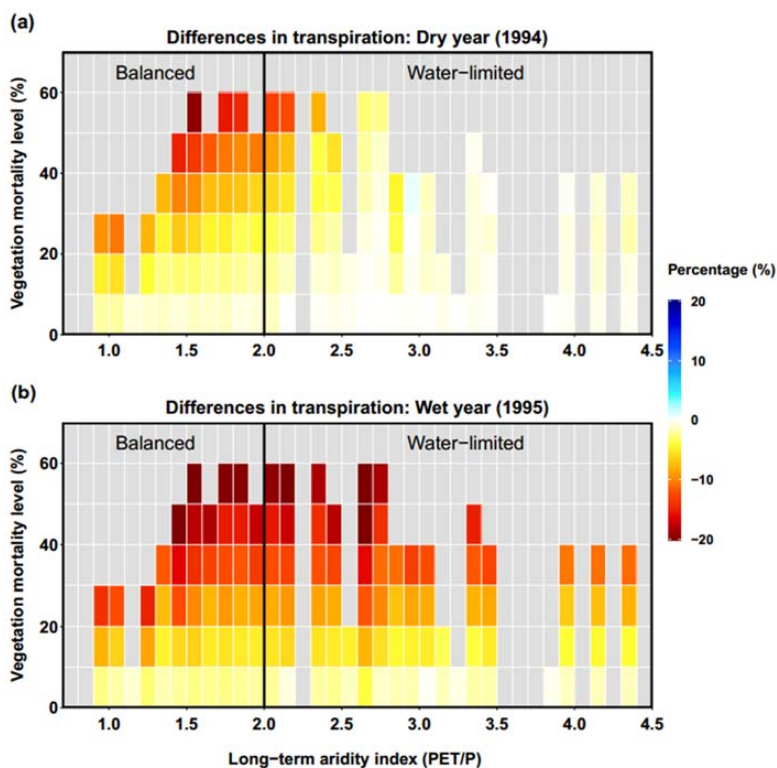 (a)
Differences in transpiration: Dry year (1994)
Balanced
Water−limited
Vegetation mortality level (%)
60
40
20
0
1.0 1.5 2.0 2.5 3.0 3.5 4.0 4.5
Percentage (%)
20
10
0
−10
−20
(b)
Differences in transpiration: Wet year (1995)
Balanced
Water−limited
Vegetation mortality level (%)
60
40
20
0
1.0 1.5 2.0 2.5 3.0 3.5 4.0 4.5
Long−term aridity index (PET/P)